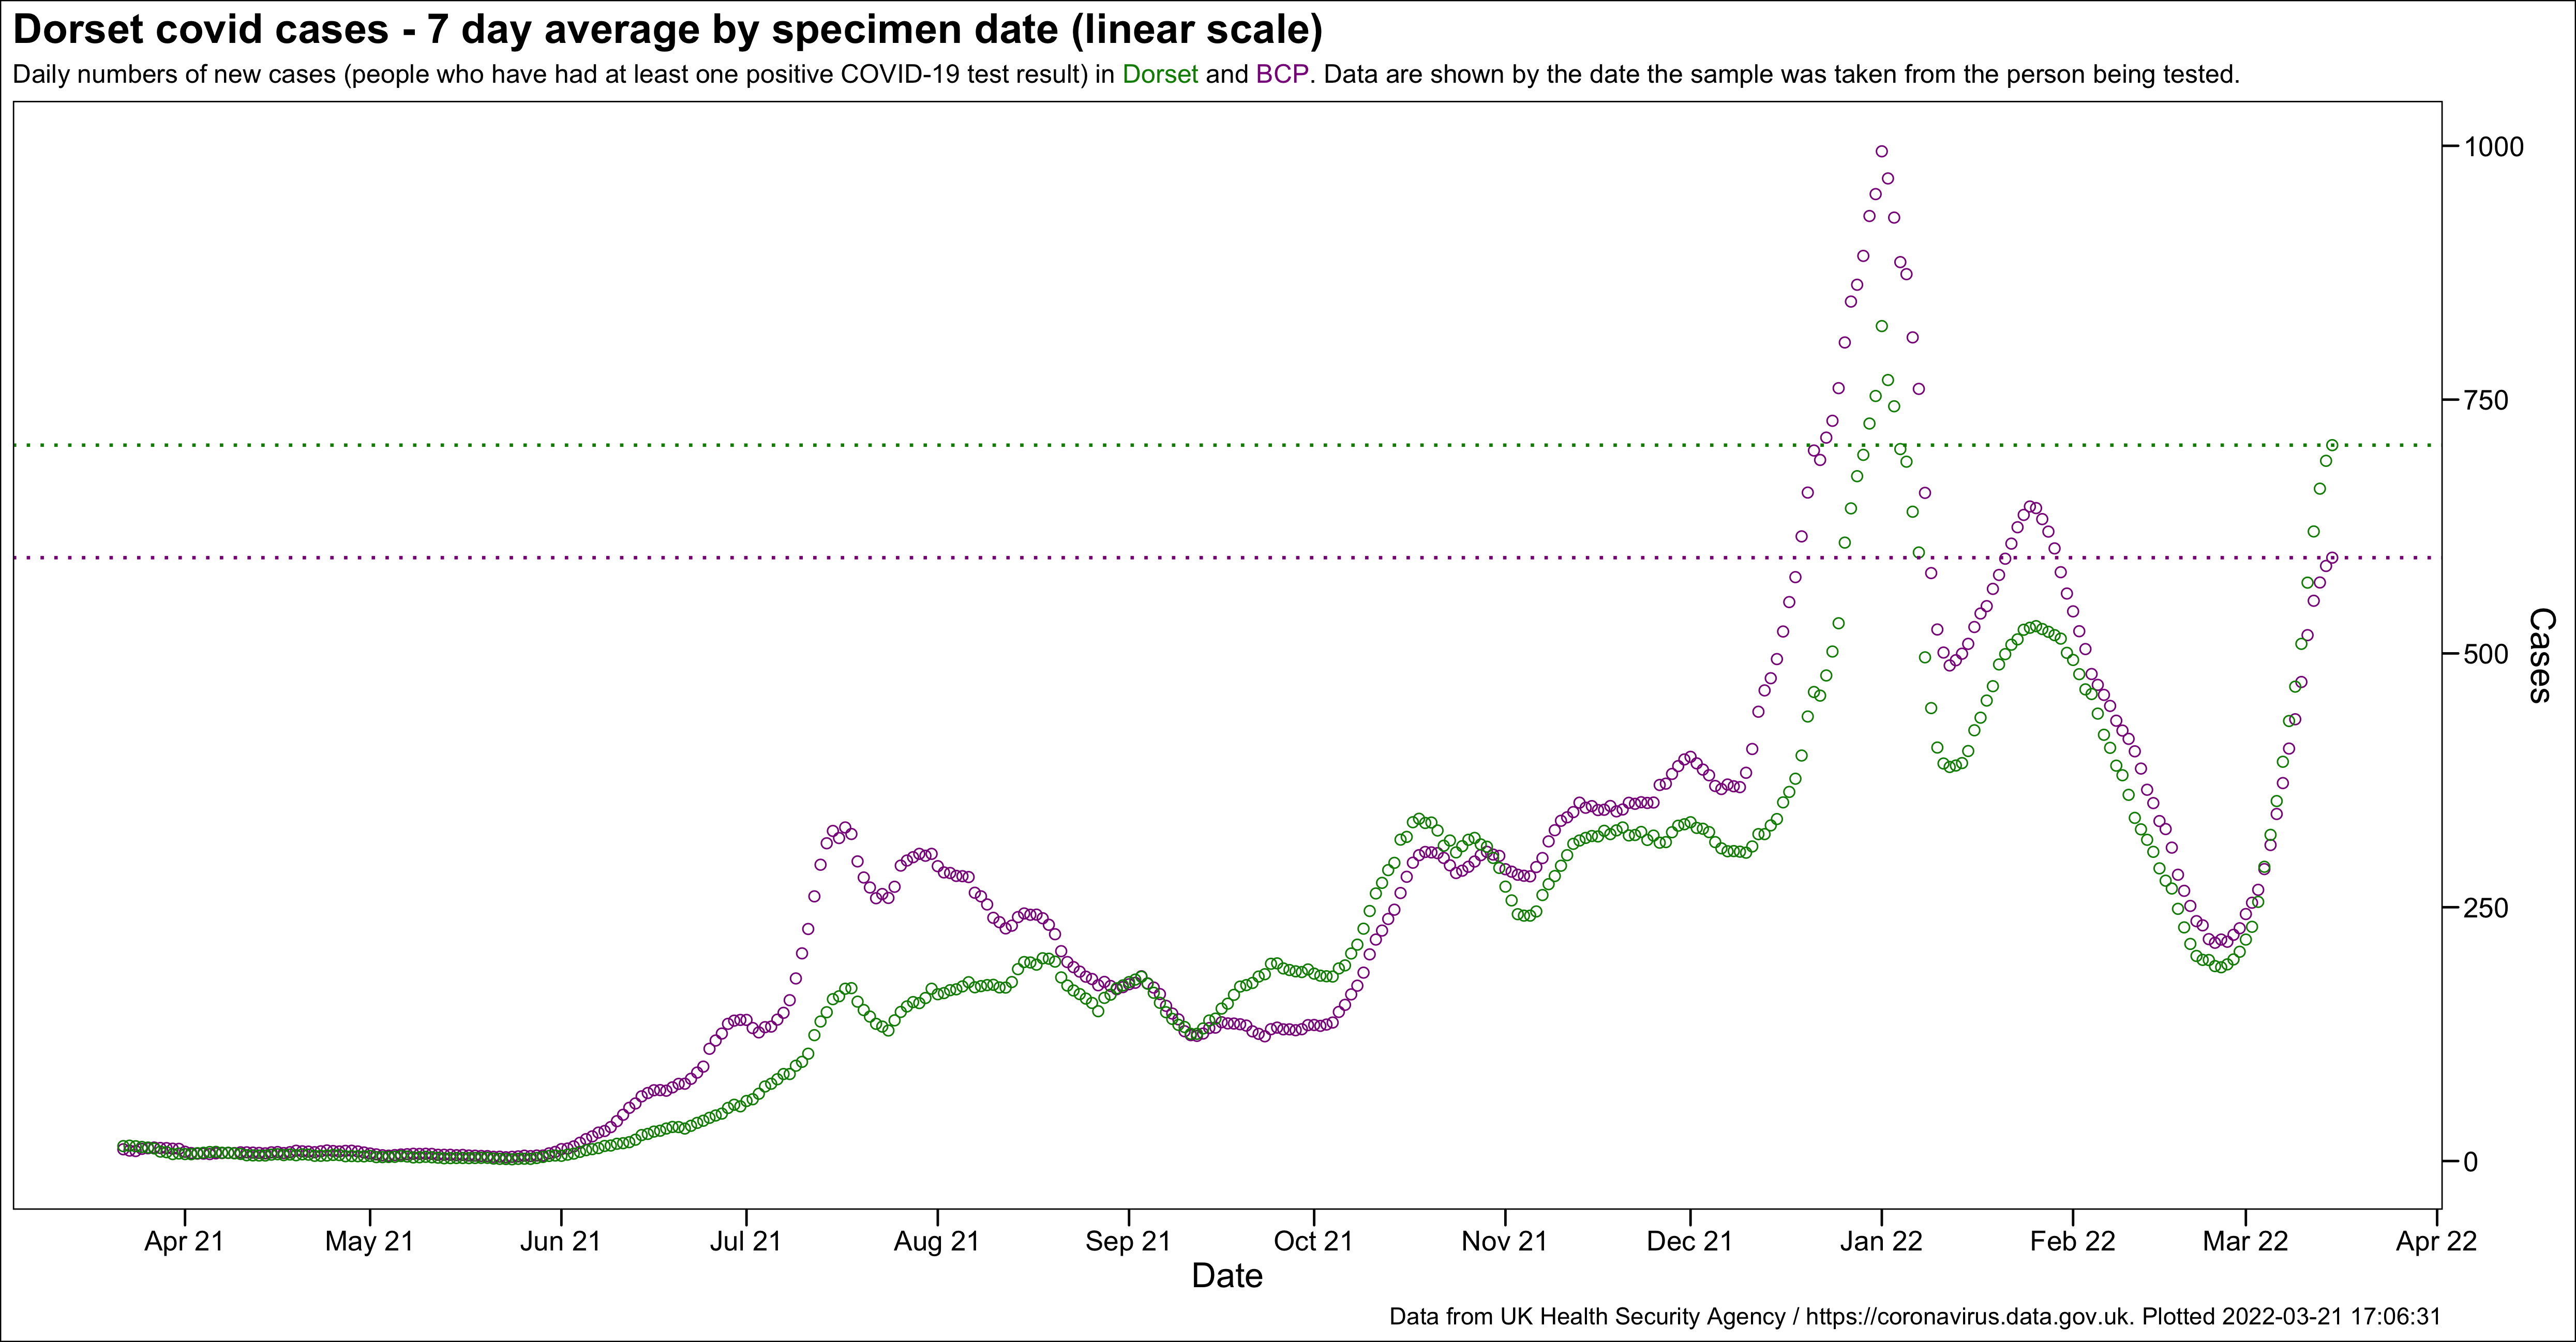 Dorset covid cases - 7 day average by specimen date (linear scale)
Daily numbers of new cases (people who have had at least one positive COVID-19 test result) in Dorset and BCP. Data are shown by the date the sample was taken from the person being tested.
1000
750
500
250
0
Cases
Apr 21 May 21 Jun 21 Jul 21 Aug 21 Sep 21 Oct 21 Nov 21 Dec 21 Jan 22 Feb 22 Mar 22 Apr 22
Date
Data from UK Health Security Agency / https://coronavirus.data.gov.uk. Plotted 2022-03-21 17:06:31